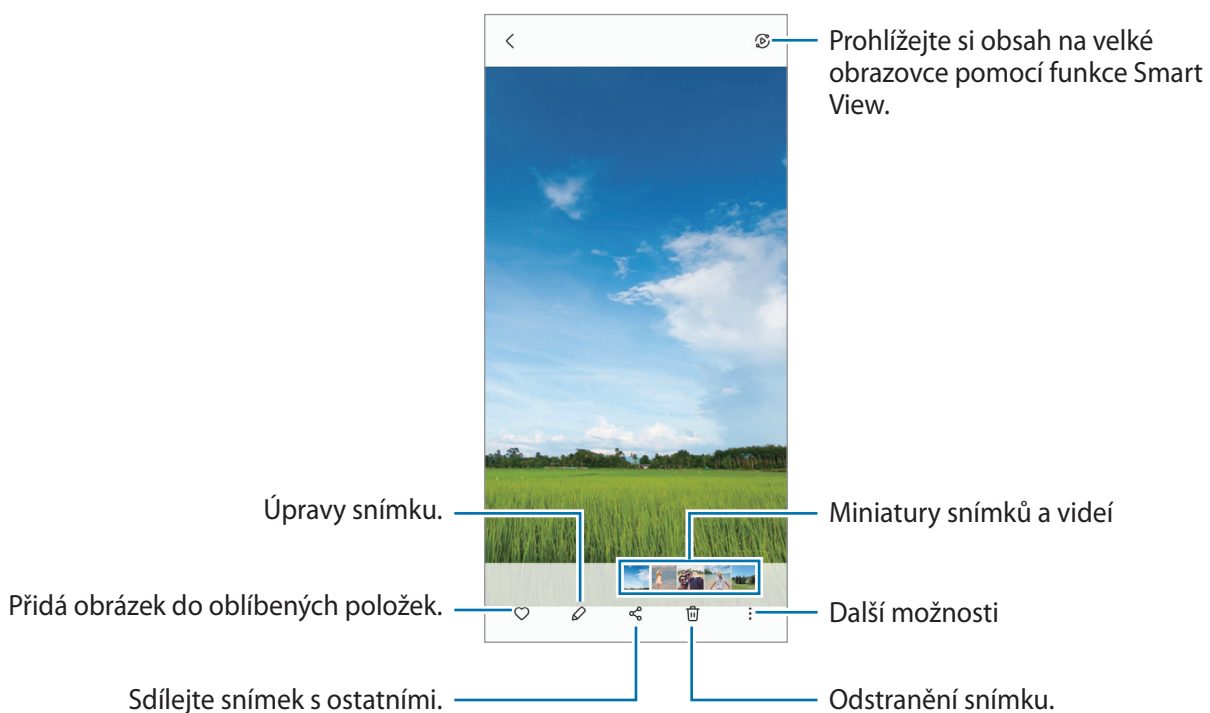 Prohlížejte si obsah na velké
obrazovce pomocí funkce Smart
View.
Úpravy snímku.
Miniatury snímků a videí
Přidá obrázek do oblíbených položek.
Další možnosti
Sdílejte snímek s ostatními.
Odstranění snímku.